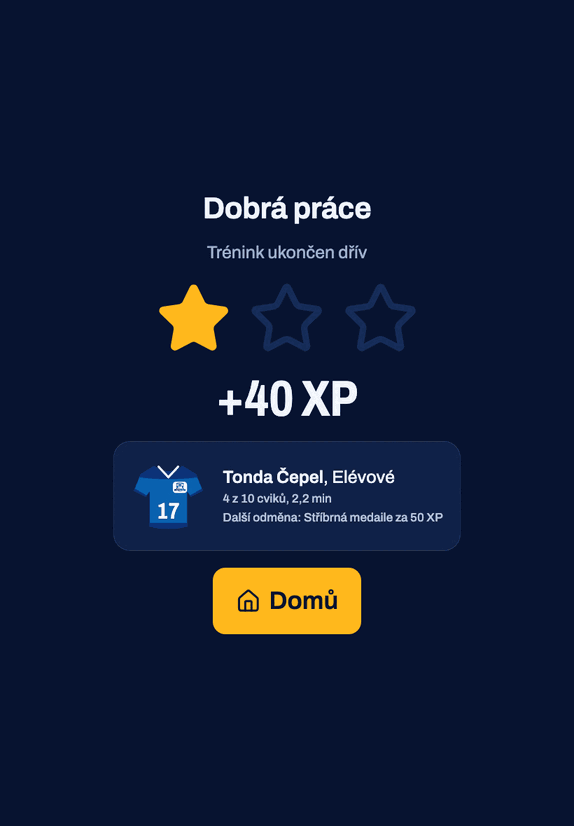 Dobrá práce
Trénink ukončen dřív
+40 XP
Tonda Čepel, Elévové
4 z 10 cviků, 2,2 min
Další odměna: Stříbrná medaile za 50 XP
17
Domů